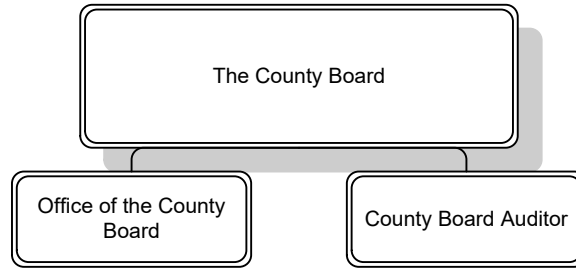 The County Board
Office of the County
Board
County Board Auditor